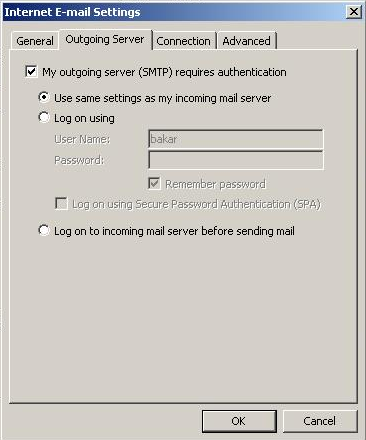 Internet E-mail Settings
General Outgoing Server Connection Advanced
My outgoing server (SMTP) requires authentication
Use same settings as my incoming mail server
Log on using
User Name: bakar
Password:
Remember password
Log on using Secure Password Authentication (SPA)
Log on to incoming mail server before sending mail
OK Cancel